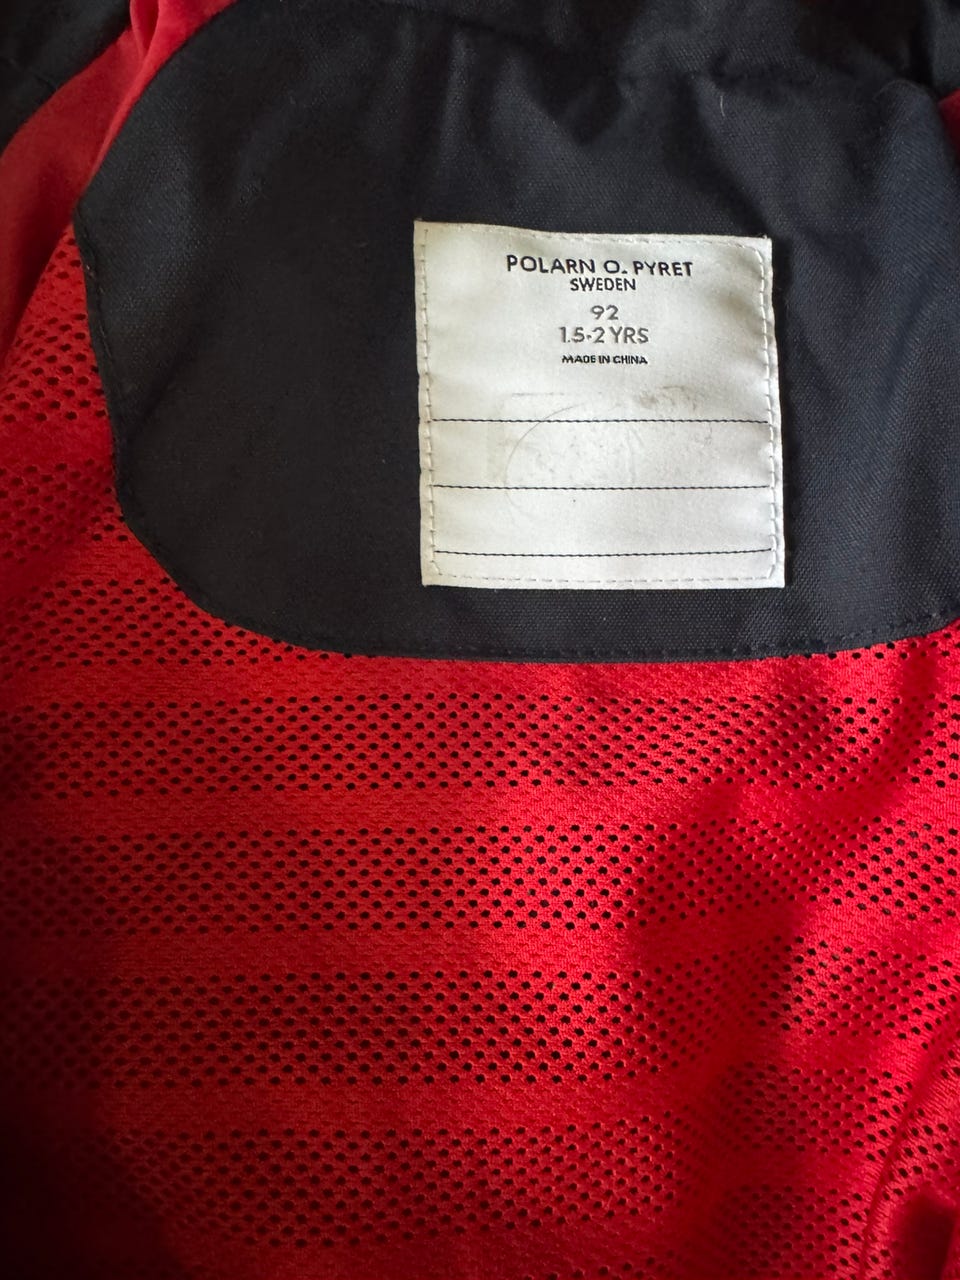 POLARN O. PYRET
SWEDEN
92
1.5-2 YRS
MADE IN CHINA